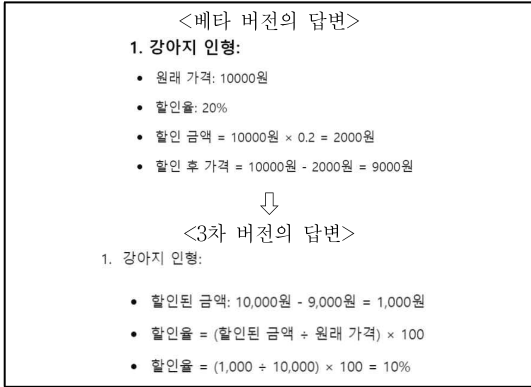 <베타 버전의 답변>
1. 강아지 인형:
• 원래 가격: 10000원
• 할인율: 20%
• 할인 금액 = 10000원 × 0.2 = 2000원
• 할인 후 가격 = 10000원 - 2000원 = 9000원
⇩
<3차 버전의 답변>
1. 강아지 인형:
• 할인된 금액: 10,000원 - 9,000원 = 1,000원
• 할인율 = (할인된 금액 ÷ 원래 가격) × 100
• 할인율 = (1,000 ÷ 10,000) × 100 = 10%